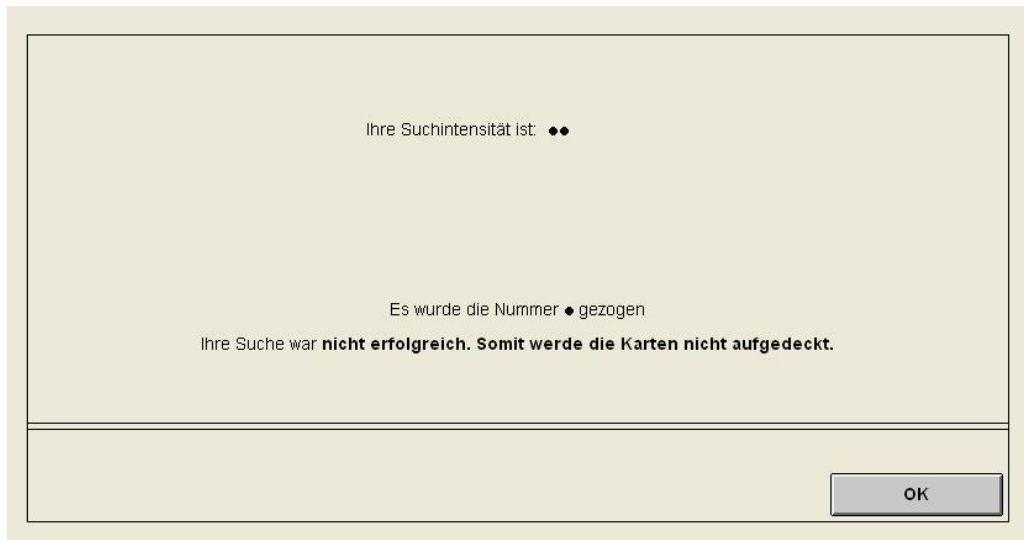 Ihre Suchintensität ist: ●●
Es wurde die Nummer ● gezogen
Ihre Suche war nicht erfolgreich. Somit werde die Karten nicht aufgedeckt.
OK